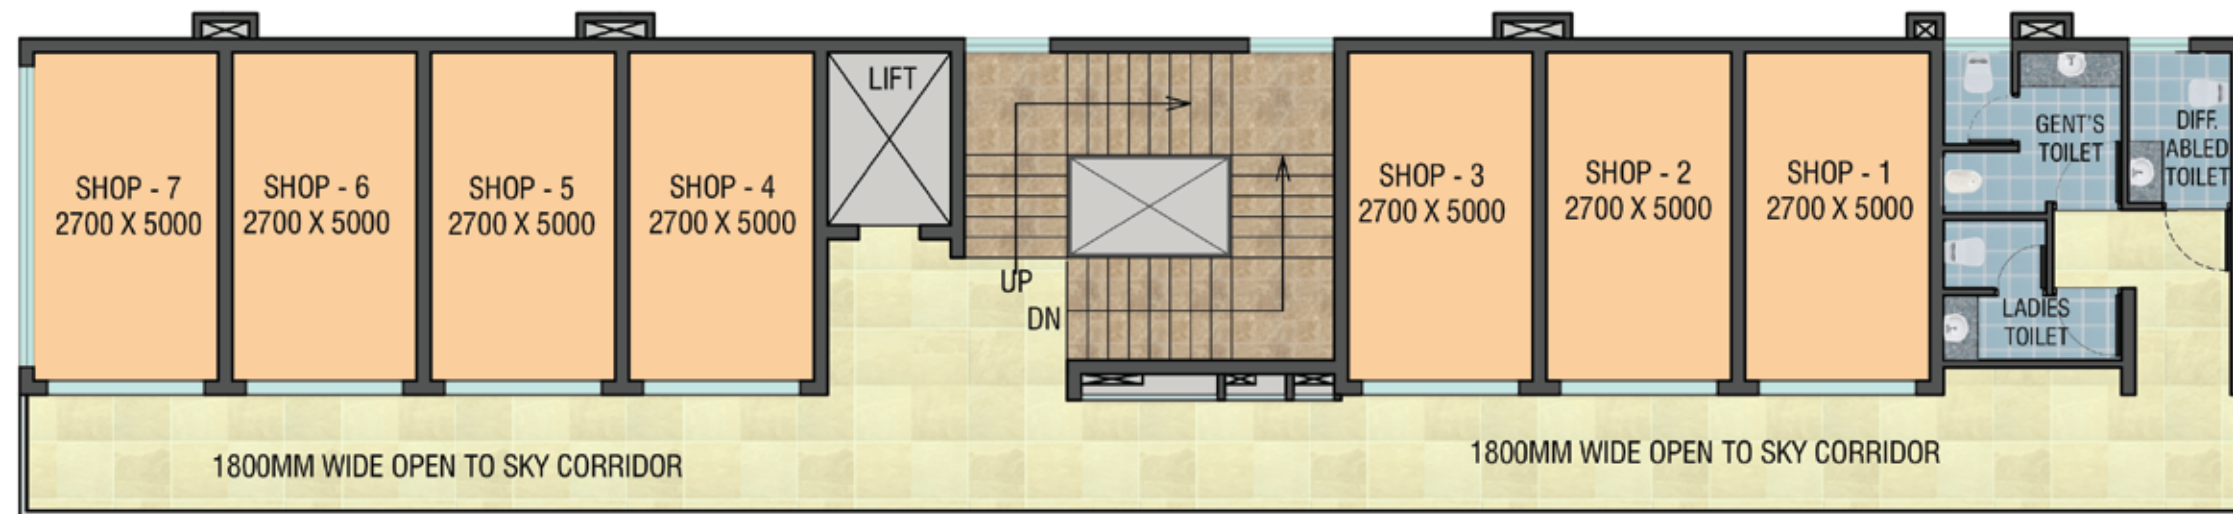 LIFT
SHOP - 7
2700 X 5000
SHOP - 6
2700 X 5000
SHOP - 5
2700 X 5000
SHOP - 4
2700 X 5000
UP
DN
SHOP - 3
2700 X 5000
SHOP - 2
2700 X 5000
SHOP - 1
2700 X 5000
GENT'S
TOILET
DIFF.
ABLED
TOILET
LADIES
TOILET
1800MM WIDE OPEN TO SKY CORRIDOR
1800MM WIDE OPEN TO SKY CORRIDOR